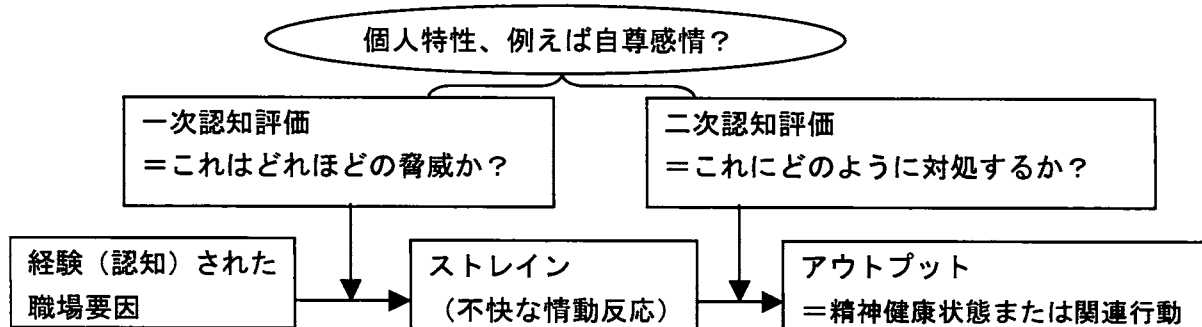 個人特性、例えば自尊感情？
一次認知評価
＝これはどれほどの脅威か？
二次認知評価
＝これにどのように対処するか？
経験（認知）された
職場要因
ストレイン
（不快な情動反応）
アウトプット
＝精神健康状態または関連行動